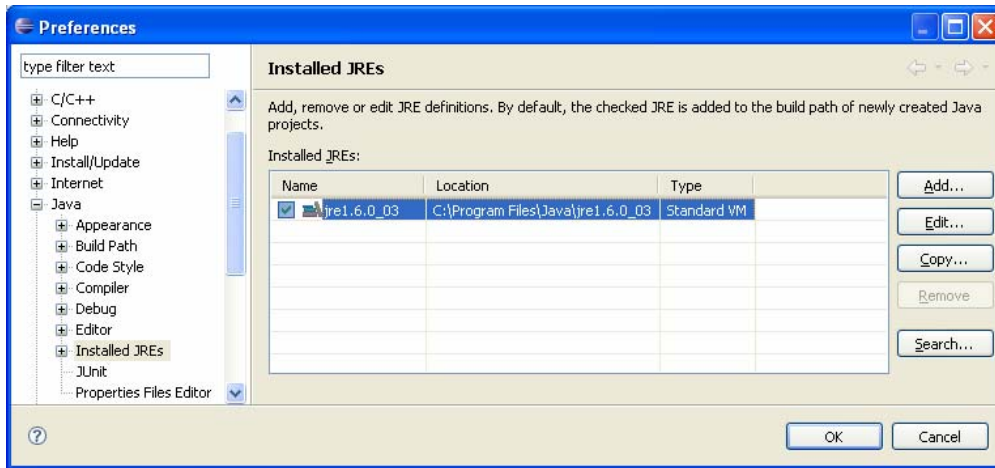 Preferences
type filter text
C/C++
Connectivity
Help
Install/Update
Internet
Java
Appearance
Build Path
Code Style
Compiler
Debug
Editor
Installed JREs
JUnit
Properties Files Editor
Installed JREs
Add, remove or edit JRE definitions. By default, the checked JRE is added to the build path of newly created Java
projects.
Installed JREs:
Name Location Type
jre1.6.0_03 C:\Program Files\Java\jre1.6.0_03 Standard VM
Add...
Edit...
Copy...
Remove
Search...
OK Cancel